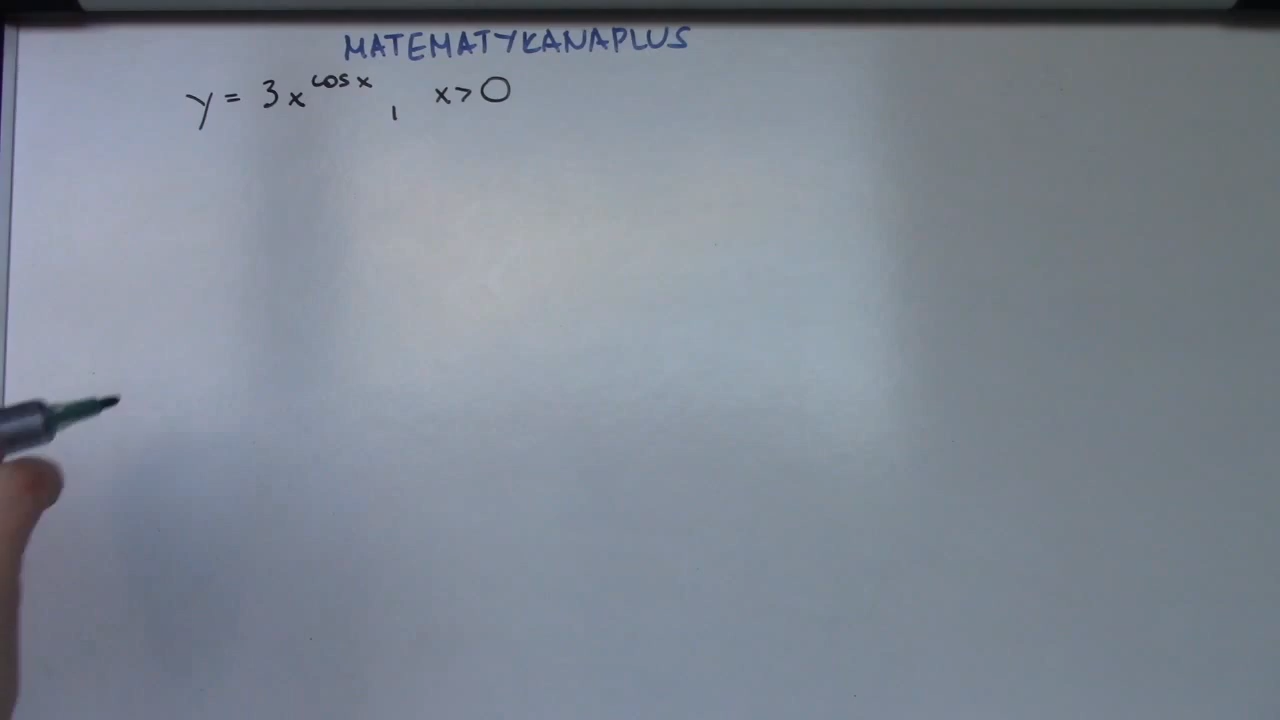 MATEMATYKANAPLUS
y = 3x^cos x , x > 0